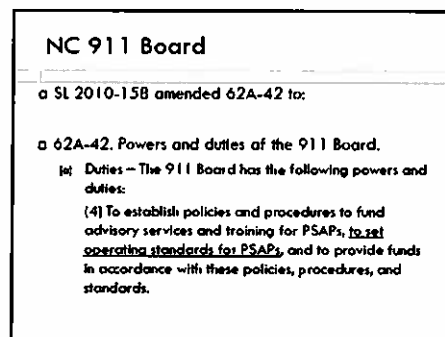 NC 911 Board
SL 2010-158 amended 62A-42 to:
62A-42. Powers and duties of the 911 Board.
(a) Duties – The 911 Board has the following powers and
duties:
(4) To establish policies and procedures to fund
advisory services and training for PSAPs, to set
operating standards for PSAPs, and to provide funds
in accordance with these policies, procedures, and
standards.